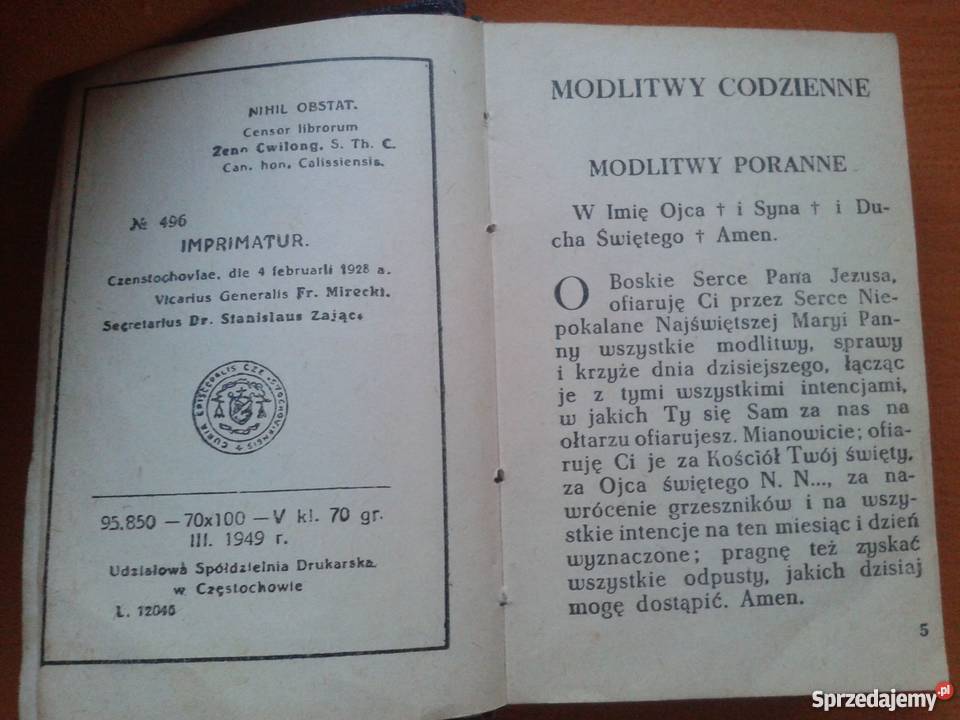 NIHIL OBSTAT.
Censor librorum
Zeno Cwilong, S. Th. C.
Can. hon. Calissiensis.
№ 496
IMPRIMATUR.
Czenstochoviae, die 4 februarii 1928 a.
Vicarius Generalis Fr. Mirecki.
Secretarius Dr. Stanislaus Zając.
CURIA EPISCOPALIS CZĘSTOCHOVIENSIS
95.850 — 70x100 — V kl. 70 gr.
III. 1949 r.
Udziałowa Spółdzielnia Drukarska
w Częstochowie
L. 12046
MODLITWY CODZIENNE
MODLITWY PORANNE
W Imię Ojca † i Syna † i Du-
cha Świętego † Amen.
O Boskie Serce Pana Jezusa,
ofiaruję Ci przez Serce Nie-
pokalane Najświętszej Maryi Pan-
ny wszystkie modlitwy, sprawy
i krzyże dnia dzisiejszego, łącząc
je z tymi wszystkimi intencjami,
w jakich Ty się Sam za nas na
ołtarzu ofiarujesz. Mianowicie; ofia-
ruję Ci je za Kościół Twój święty,
za Ojca świętego N. N..., za na-
wrócenie grzeszników i na wszy-
stkie intencje na ten miesiąc i dzień
wyznaczone; pragnę też zyskać
wszystkie odpusty, jakich dzisiaj
mogę dostąpić. Amen.
5
Sprzedajemy.pl